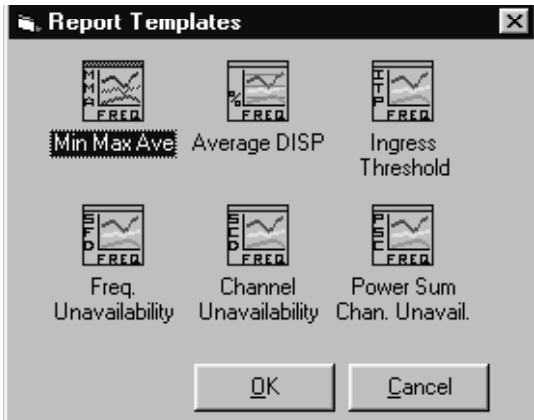 Report Templates
MMA
FREQ
%
FREQ
ITP
FREQ
Min Max Ave
Average DISP
Ingress
Threshold
SFD
FREQ
SCD
FREQ
PSC
FREQ
Freq.
Unavailability
Channel
Unavailability
Power Sum
Chan. Unavail.
OK
Cancel